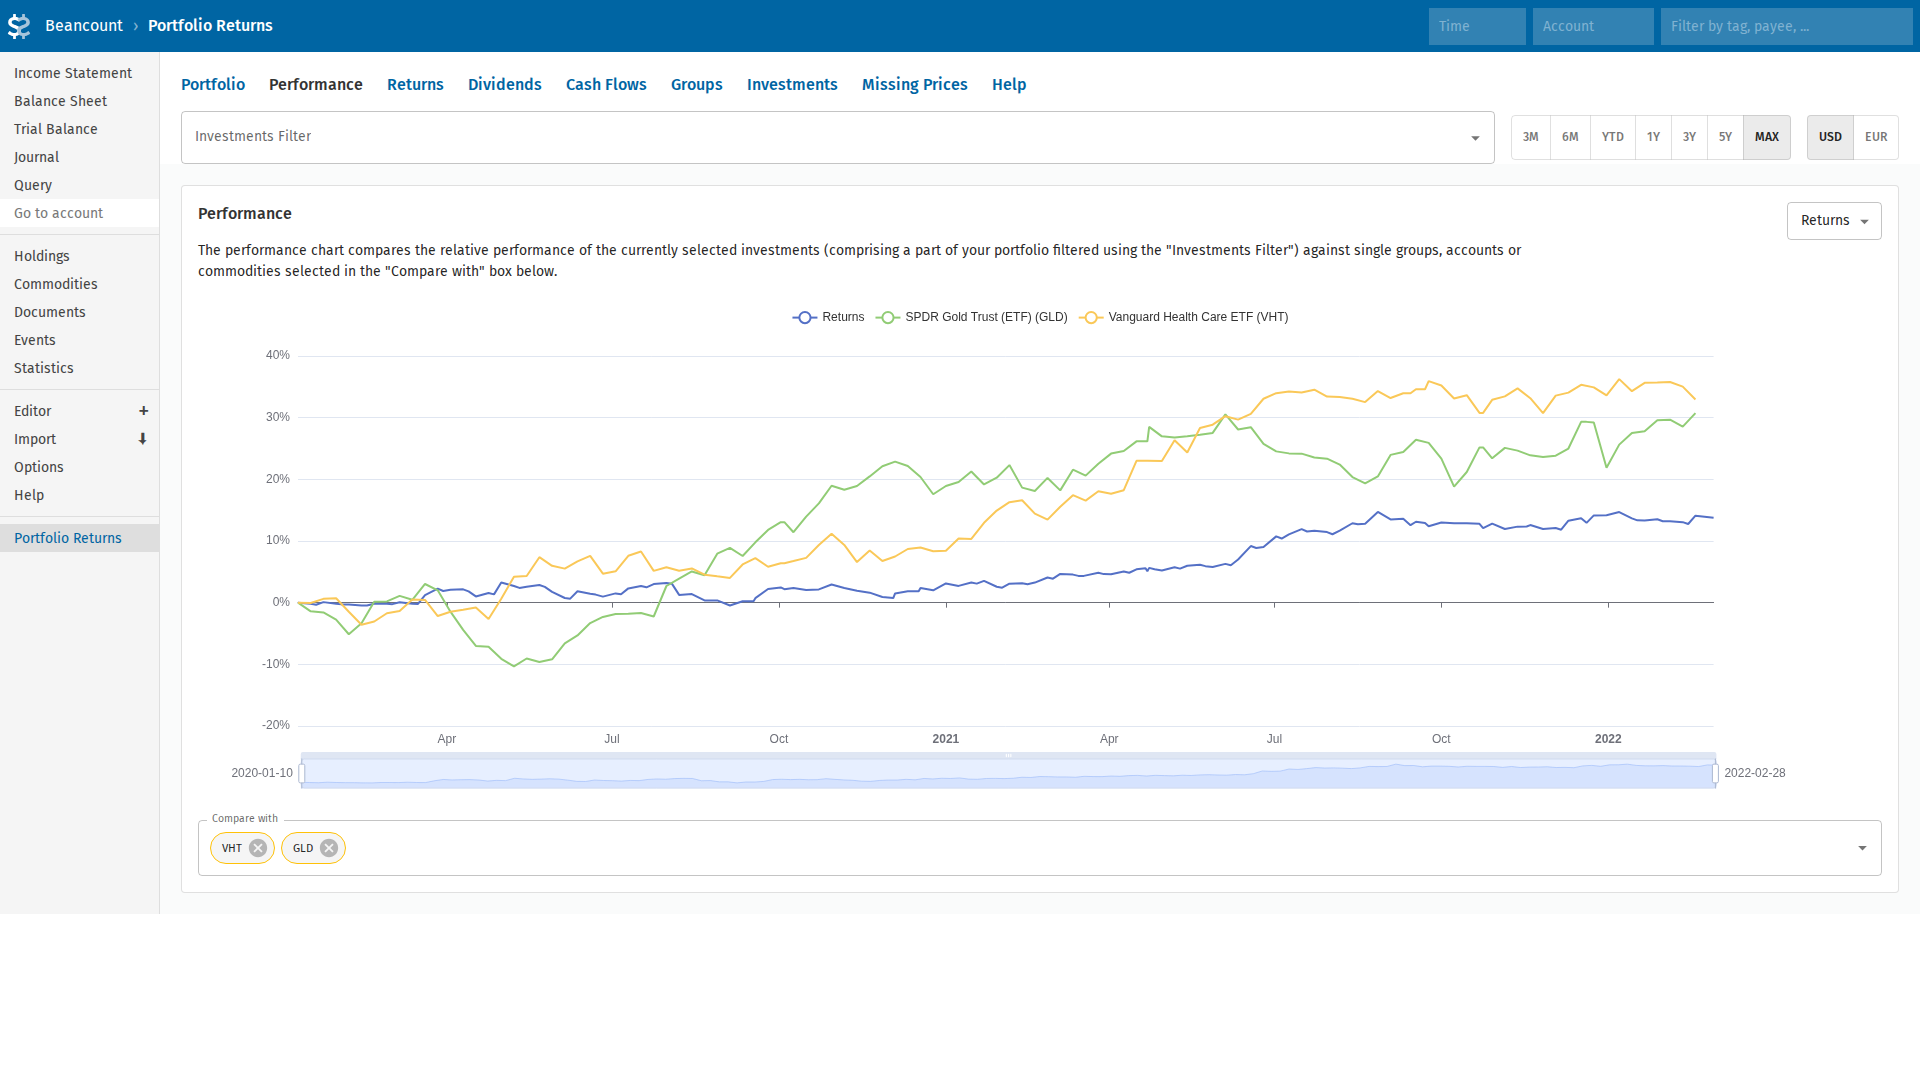 Beancount › Portfolio Returns
Time
Account
Filter by tag, payee, ...
Income Statement
Balance Sheet
Trial Balance
Journal
Query
Go to account
Holdings
Commodities
Documents
Events
Statistics
Editor +
Import
Options
Help
Portfolio Returns
Portfolio Performance Returns Dividends Cash Flows Groups Investments Missing Prices Help
Investments Filter
3M 6M YTD 1Y 3Y 5Y MAX
USD EUR
Performance
Returns
The performance chart compares the relative performance of the currently selected investments (comprising a part of your portfolio filtered using the "Investments Filter") against single groups, accounts or
commodities selected in the "Compare with" box below.
Returns SPDR Gold Trust (ETF) (GLD) Vanguard Health Care ETF (VHT)
40%
30%
20%
10%
0%
-10%
-20%
Apr Jul Oct 2021 Apr Jul Oct 2022
2020-01-10 2022-02-28
Compare with
VHT GLD